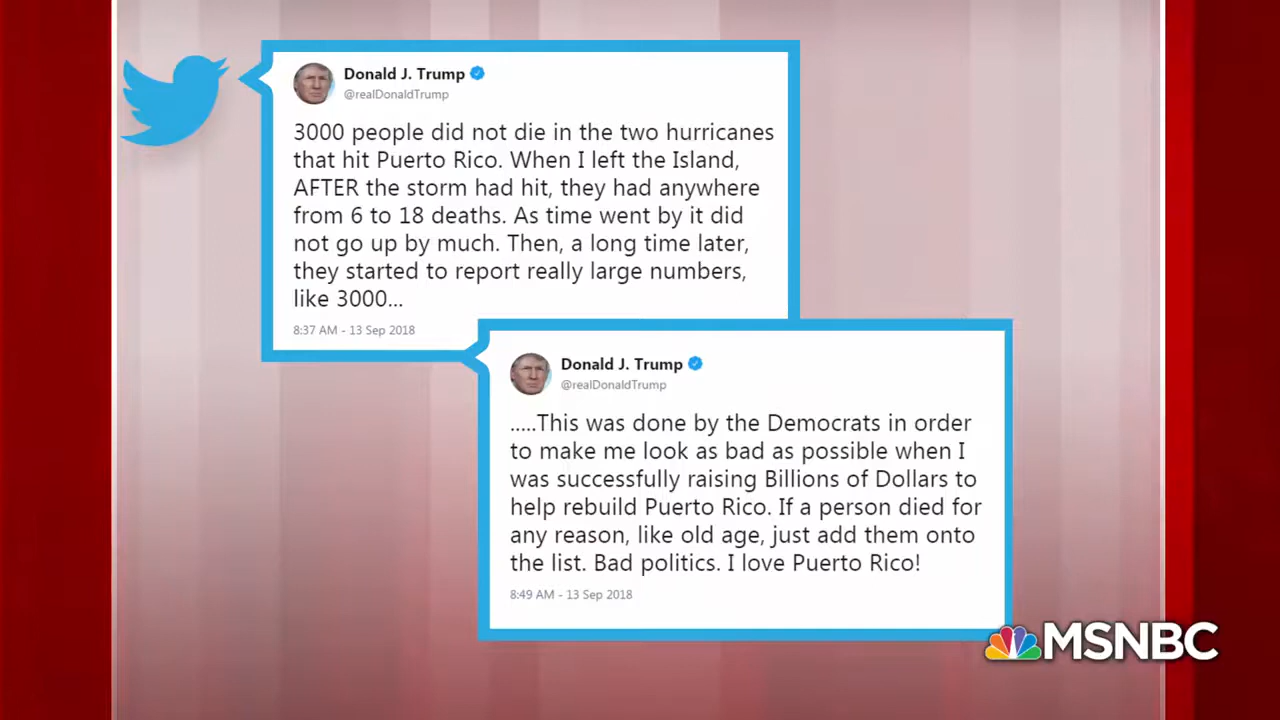 Donald J. Trump
@realDonaldTrump
3000 people did not die in the two hurricanes
that hit Puerto Rico. When I left the Island,
AFTER the storm had hit, they had anywhere
from 6 to 18 deaths. As time went by it did
not go up by much. Then, a long time later,
they started to report really large numbers,
like 3000...
8:37 AM - 13 Sep 2018
Donald J. Trump
@realDonaldTrump
.....This was done by the Democrats in order
to make me look as bad as possible when I
was successfully raising Billions of Dollars to
help rebuild Puerto Rico. If a person died for
any reason, like old age, just add them onto
the list. Bad politics. I love Puerto Rico!
8:49 AM - 13 Sep 2018
MSNBC